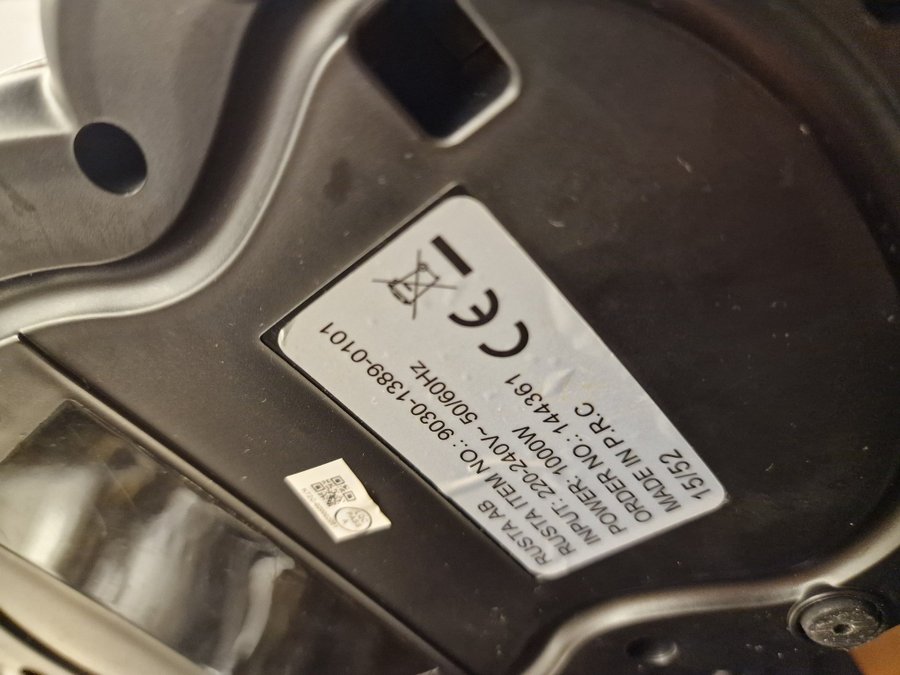 RUSTA AB
RUSTA ITEM NO.: 9030-1389-0101
INPUT: 220-240V~ 50/60Hz
POWER: 1000W
ORDER NO.: 144361
MADE IN P.R.C
15/52
CE